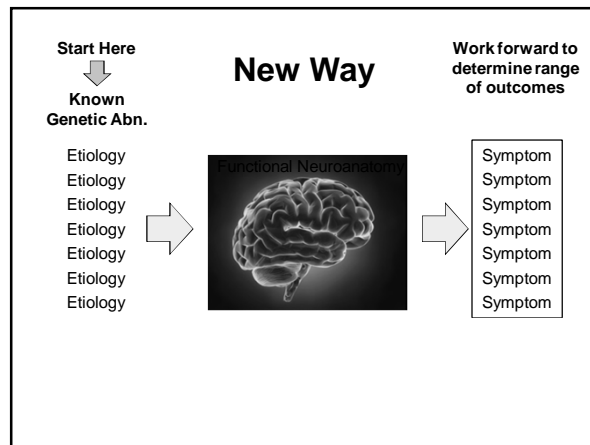 Start Here
Known
Genetic Abn.
Etiology
Etiology
Etiology
Etiology
Etiology
Etiology
Etiology
New Way
Functional Neuroanatomy
Work forward to
determine range
of outcomes
Symptom
Symptom
Symptom
Symptom
Symptom
Symptom
Symptom